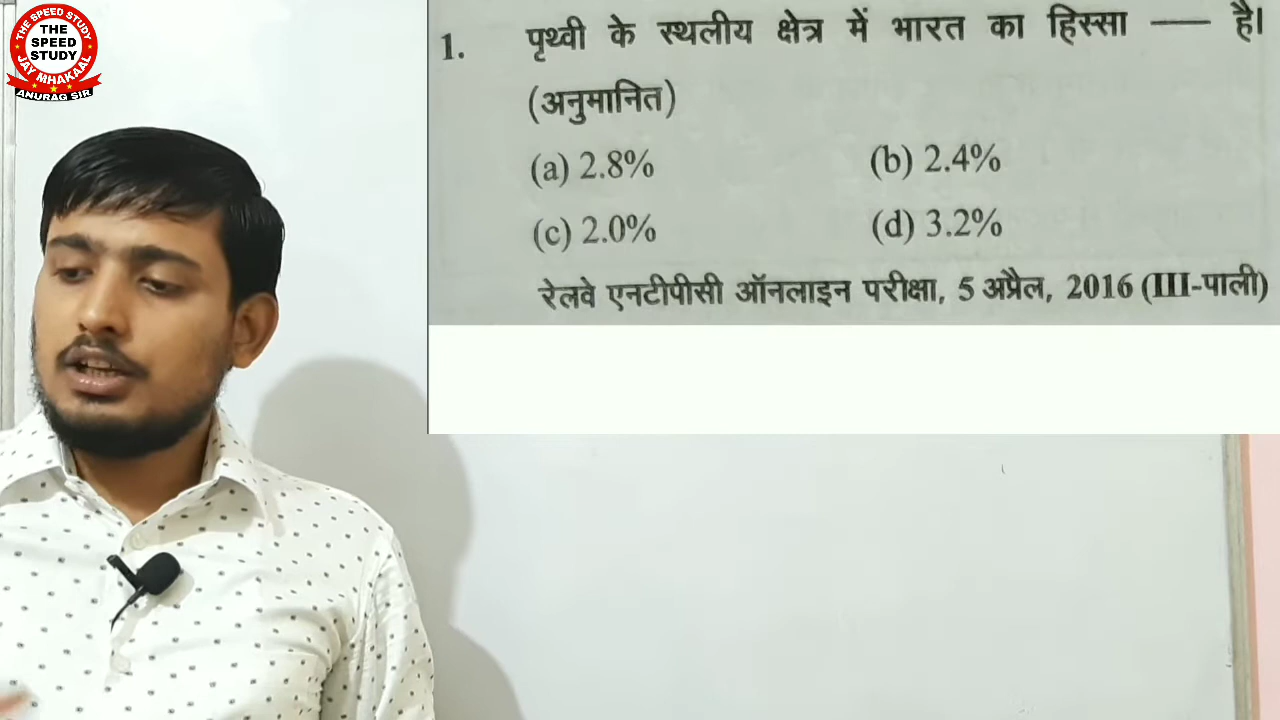 THE SPEED STUDY
THE
SPEED
STUDY
JAY MHAKAAL
ANURAG SIR
1. पृथ्वी के स्थलीय क्षेत्र में भारत का हिस्सा — है।
(अनुमानित)
(a) 2.8% (b) 2.4%
(c) 2.0% (d) 3.2%
रेलवे एनटीपीसी ऑनलाइन परीक्षा, 5 अप्रैल, 2016 (III-पाली)